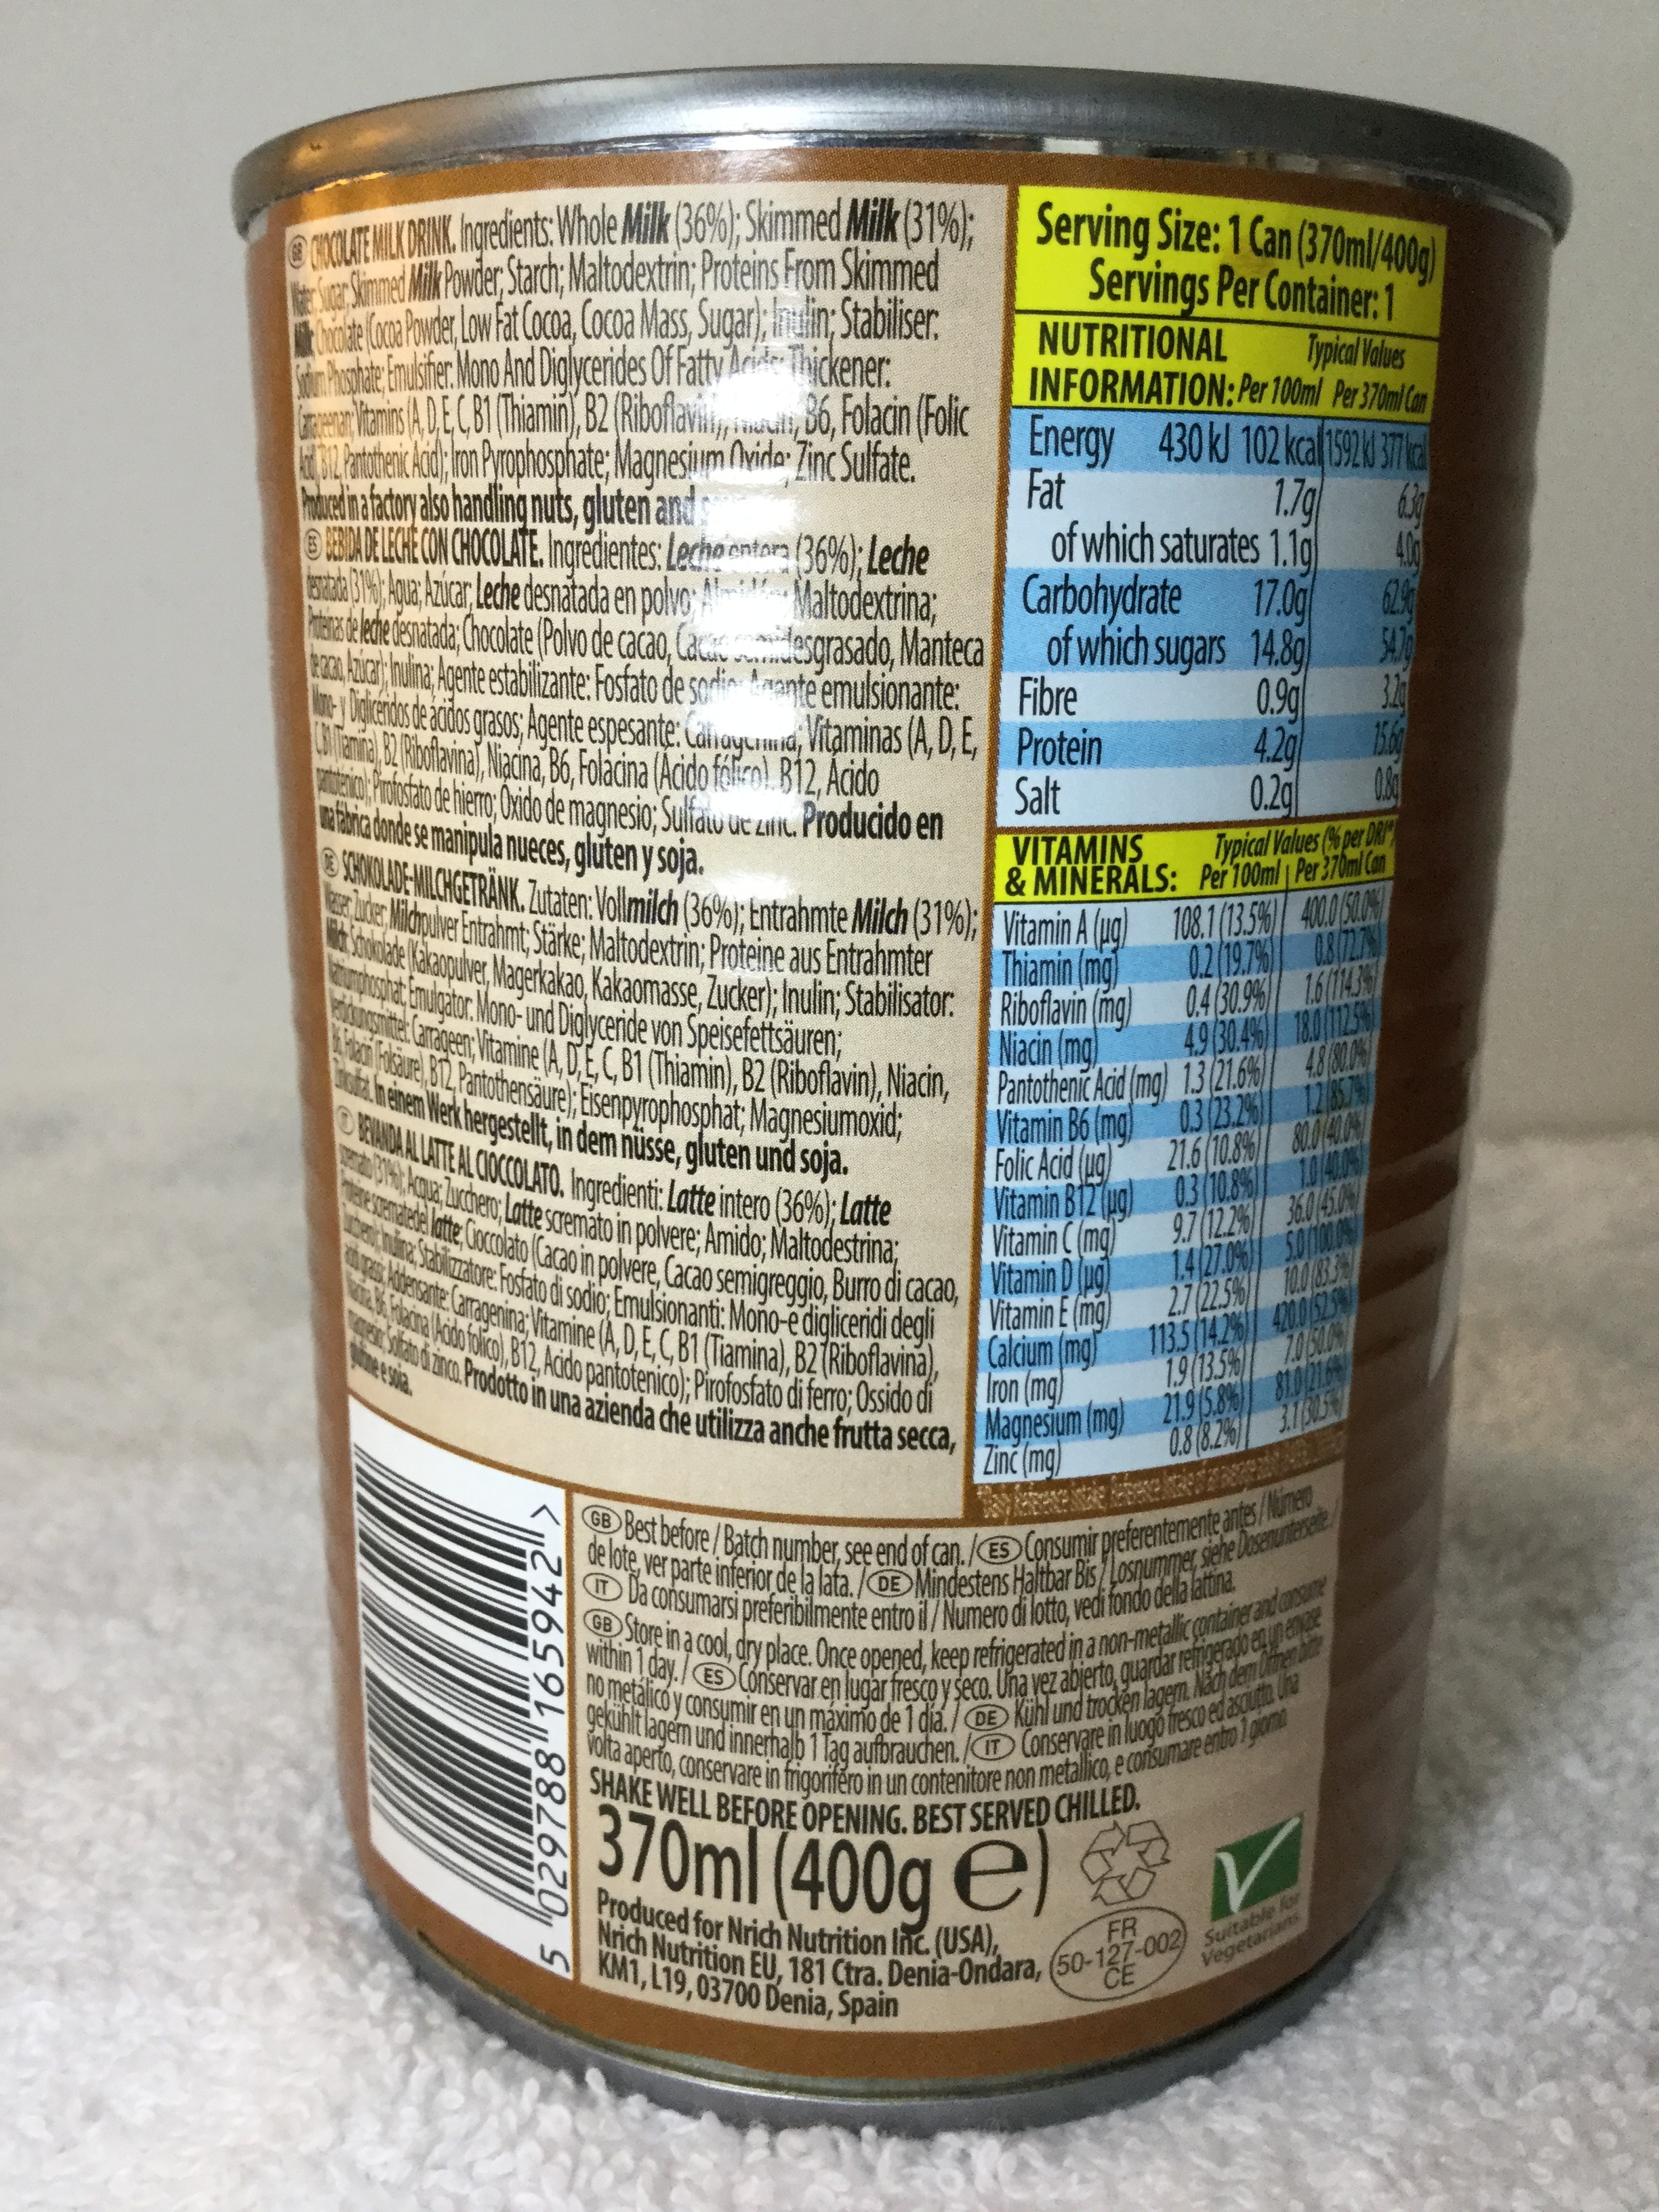 GB CHOCOLATE MILK DRINK. Ingredients: Whole Milk (36%); Skimmed Milk (31%);
Water; Sugar; Skimmed Milk Powder; Starch; Maltodextrin; Proteins From Skimmed
Milk; Chocolate (Cocoa Powder, Low Fat Cocoa, Cocoa Mass, Sugar); Inulin; Stabiliser:
Sodium Phosphate; Emulsifier: Mono And Diglycerides Of Fatty Acids; Thickener:
Carrageenan; Vitamins (A, D, E, C, B1 (Thiamin), B2 (Riboflavin), Niacin, B6, Folacin (Folic
Acid), B12, Pantothenic Acid); Iron Pyrophosphate; Magnesium Oxide; Zinc Sulfate.
Produced in a factory also handling nuts, gluten and
ES BEBIDA DE LECHE CON CHOCOLATE. Ingredientes: Leche entera (36%); Leche
desnatada (31%); Agua; Azúcar; Leche desnatada en polvo; Almidón; Maltodextrina;
Proteinas de leche desnatada; Chocolate (Polvo de cacao, Cacao semidesgrasado, Manteca
de cacao, Azúcar); Inulina; Agente estabilizante: Fosfato de sodio; Agente emulsionante:
Mono- y Diglicéridos de ácidos grasos; Agente espesante: Carragenina; Vitaminas (A, D, E,
C, B1 (Tiamina), B2 (Riboflavina), Niacina, B6, Folacina (Ácido fólico), B12, Ácido
pantoténico); Pirofosfato de hierro; Oxido de magnesio; Sulfato de zinc. Producido en
una fábrica donde se manipula nueces, gluten y soja.
DE SCHOKOLADE-MILCHGETRÄNK. Zutaten: Vollmilch (36%); Entrahmte Milch (31%);
Wasser; Zucker; Milchpulver Entrahmt; Stärke; Maltodextrin; Proteine aus Entrahmter
Milch; Schokolade (Kakaopulver, Magerkakao, Kakaomasse, Zucker); Inulin; Stabilisator:
Natriumphosphat; Emulgator: Mono- und Diglyceride von Speisefettsäuren;
Verdickungsmittel: Carrageen; Vitamine (A, D, E, C, B1 (Thiamin), B2 (Riboflavin), Niacin,
B6, Folacin (Folsäure), B12, Pantothensäure); Eisenpyrophosphat; Magnesiumoxid;
Zinksulfat. In einem Werk hergestellt, in dem nüsse, gluten und soja.
IT BEVANDA AL LATTE AL CIOCCOLATO. Ingredienti: Latte intero (36%); Latte
scremato (31%); Acqua; Zucchero; Latte scremato in polvere; Amido; Maltodestrina;
Proteine scrematedel latte; Cioccolato (Cacao in polvere, Cacao semigreggio, Burro di cacao,
Zucchero); Inulina; Stabilizzatore: Fosfato di sodio; Emulsionanti: Mono-e digliceridi degli
acidi grassi; Addensante: Carragenina; Vitamine (A, D, E, C, B1 (Tiamina), B2 (Riboflavina),
Niacina, B6, Folacina (Acido folico), B12, Acido pantotenico); Pirofosfato di ferro; Ossido di
magnesio; Solfato di zinco. Prodotto in una azienda che utilizza anche frutta secca,
glutine e soia.
Serving Size: 1 Can (370ml/400g)
Servings Per Container: 1
NUTRITIONAL Typical Values
INFORMATION: Per 100ml Per 370ml Can
Energy 430 kJ 102 kcal 1592 kJ 377 kcal
Fat 1.7g 6.3g
of which saturates 1.1g 4.0g
Carbohydrate 17.0g 62.9g
of which sugars 14.8g 54.7g
Fibre 0.9g 3.2g
Protein 4.2g 15.6g
Salt 0.2g 0.8g
VITAMINS Typical Values (% per DRI*)
& MINERALS: Per 100ml Per 370ml Can
Vitamin A (µg) 108.1 (13.5%) 400.0 (50.0%)
Thiamin (mg) 0.2 (19.7%) 0.8 (72.7%)
Riboflavin (mg) 0.4 (30.9%) 1.6 (114.3%)
Niacin (mg) 4.9 (30.4%) 18.0 (112.5%)
Pantothenic Acid (mg) 1.3 (21.6%) 4.8 (80.0%)
Vitamin B6 (mg) 0.3 (23.2%) 1.2 (85.7%)
Folic Acid (µg) 21.6 (10.8%) 80.0 (40.0%)
Vitamin B12 (µg) 0.3 (10.8%) 1.0 (40.0%)
Vitamin C (mg) 9.7 (12.2%) 36.0 (45.0%)
Vitamin D (µg) 1.4 (27.0%) 5.0 (100.0%)
Vitamin E (mg) 2.7 (22.5%) 10.0 (83.3%)
Calcium (mg) 113.5 (14.2%) 420.0 (52.5%)
Iron (mg) 1.9 (13.5%) 7.0 (50.0%)
Magnesium (mg) 21.9 (5.8%) 81.0 (21.6%)
Zinc (mg) 0.8 (8.2%) 3.1 (30.5%)
5 029788 165942 >
GB Best before / Batch number, see end of can. / ES Consumir preferentemente antes / Número
de lote, ver parte inferior de la lata. / DE Mindestens Haltbar Bis / Losnummer, siehe Dosenunterseite. /
IT Da consumarsi preferibilmente entro il / Numero di lotto, vedi fondo della lattina.
GB Store in a cool, dry place. Once opened, keep refrigerated in a non-metallic container and consume
within 1 day. / ES Conservar en lugar fresco y seco. Una vez abierto, guardar refrigerado en un envase
no metálico y consumir en un máximo de 1 día. / DE Kühl und trocken lagern. Nach dem Öffnen bitte
gekühlt lagern und innerhalb 1 Tag aufbrauchen. / IT Conservare in luogo fresco ed asciutto. Una
volta aperto, conservare in frigorifero in un contenitore non metallico, e consumare entro 1 giorno.
SHAKE WELL BEFORE OPENING. BEST SERVED CHILLED.
370ml (400g e)
Produced for Nrich Nutrition Inc. (USA),
Nrich Nutrition EU, 181 Ctra. Denia-Ondara,
KM1, L19, 03700 Denia, Spain
FR
50-127-002
CE
Suitable for
Vegetarians